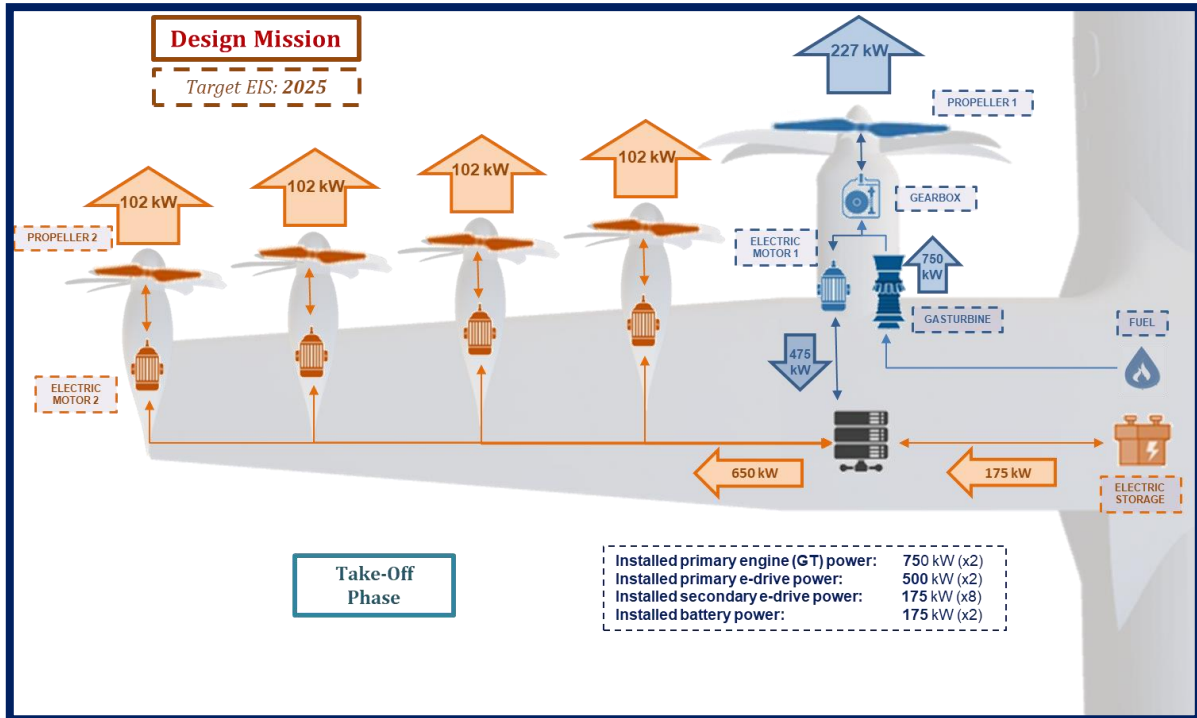 Design Mission
Target EIS: 2025
227 kW
PROPELLER 1
102 kW
102 kW
102 kW
102 kW
GEARBOX
PROPELLER 2
ELECTRIC
MOTOR 1
750
kW
GASTURBINE
FUEL
475
kW
ELECTRIC
MOTOR 2
650 kW
175 kW
ELECTRIC
STORAGE
Take-Off
Phase
Installed primary engine (GT) power: 750 kW (x2)
Installed primary e-drive power: 500 kW (x2)
Installed secondary e-drive power: 175 kW (x8)
Installed battery power: 175 kW (x2)